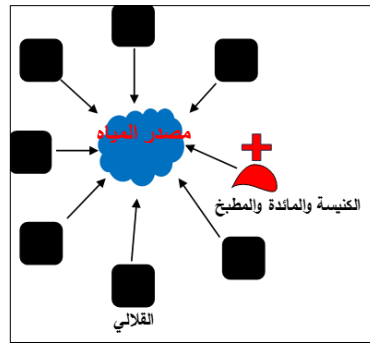 مصدر المياه
الكنيسة والمائدة والمطبخ
القلالي